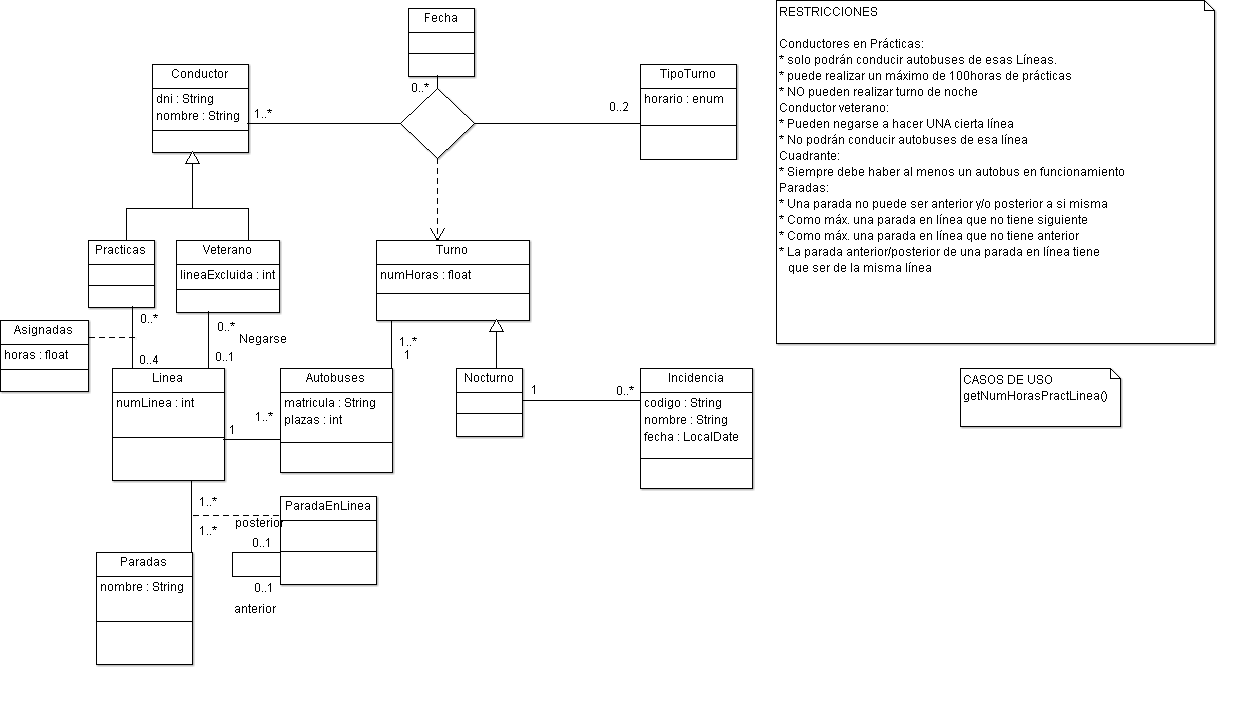 Fecha
Conductor
dni : String
nombre : String
1..*
0..*
0..2
TipoTurno
horario : enum
RESTRICCIONES
Conductores en Prácticas:
* solo podrán conducir autobuses de esas Líneas.
* puede realizar un máximo de 100horas de prácticas
* NO pueden realizar turno de noche
Conductor veterano:
* Pueden negarse a hacer UNA cierta línea
* No podrán conducir autobuses de esa línea
Cuadrante:
* Siempre debe haber al menos un autobus en funcionamiento
Paradas:
* Una parada no puede ser anterior y/o posterior a si misma
* Como máx. una parada en línea que no tiene siguiente
* Como máx. una parada en línea que no tiene anterior
* La parada anterior/posterior de una parada en línea tiene
que ser de la misma línea
Practicas
Veterano
lineaExcluida : int
Turno
numHoras : float
Asignadas
horas : float
0..*
0..4
0..*
Negarse
0..1
1..*
1
Linea
numLinea : int
Autobuses
matricula : String
plazas : int
1..*
1
Nocturno
1
0..*
Incidencia
codigo : String
nombre : String
fecha : LocalDate
CASOS DE USO
getNumHorasPractLinea()
1..*
1..*
ParadaEnLinea
posterior
0..1
0..1
anterior
Paradas
nombre : String